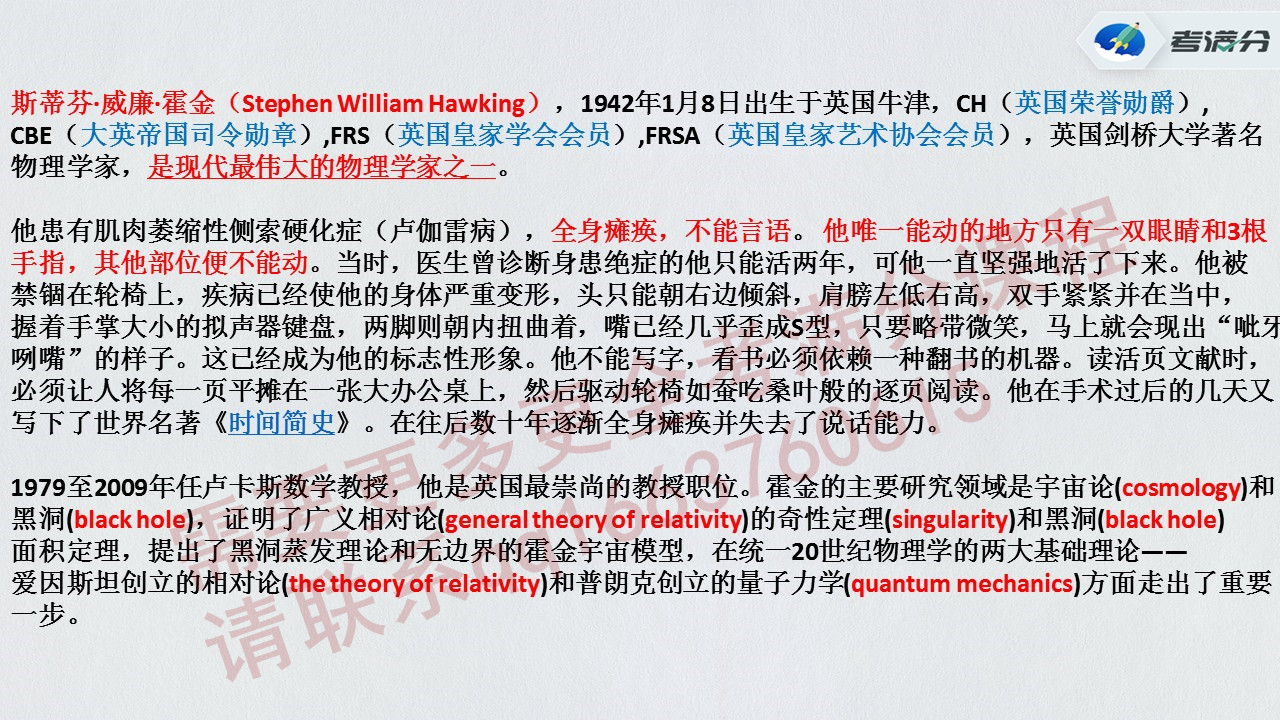 考满分
斯蒂芬·威廉·霍金（Stephen William Hawking），1942年1月8日出生于英国牛津，CH（英国荣誉勋爵）,
CBE（大英帝国司令勋章）,FRS（英国皇家学会会员）,FRSA（英国皇家艺术协会会员），英国剑桥大学著名
物理学家，是现代最伟大的物理学家之一。
他患有肌肉萎缩性侧索硬化症（卢伽雷病），全身瘫痪，不能言语。他唯一能动的地方只有一双眼睛和3根
手指，其他部位便不能动。当时，医生曾诊断身患绝症的他只能活两年，可他一直坚强地活了下来。他被
禁锢在轮椅上，疾病已经使他的身体严重变形，头只能朝右边倾斜，肩膀左低右高，双手紧紧并在当中，
握着手掌大小的拟声器键盘，两脚则朝内扭曲着，嘴已经几乎歪成S型，只要略带微笑，马上就会现出“呲牙
咧嘴”的样子。这已经成为他的标志性形象。他不能写字，看书必须依赖一种翻书的机器。读活页文献时，
必须让人将每一页平摊在一张大办公桌上，然后驱动轮椅如蚕吃桑叶般的逐页阅读。他在手术过后的几天又
写下了世界名著《时间简史》。在往后数十年逐渐全身瘫痪并失去了说话能力。
1979至2009年任卢卡斯数学教授，他是英国最崇尚的教授职位。霍金的主要研究领域是宇宙论(cosmology)和
黑洞(black hole)，证明了广义相对论(general theory of relativity)的奇性定理(singularity)和黑洞(black hole)
面积定理，提出了黑洞蒸发理论和无边界的霍金宇宙模型，在统一20世纪物理学的两大基础理论——
爱因斯坦创立的相对论(the theory of relativity)和普朗克创立的量子力学(quantum mechanics)方面走出了重要
一步。
需要更多更全考满分课程
请联系qq1663760615